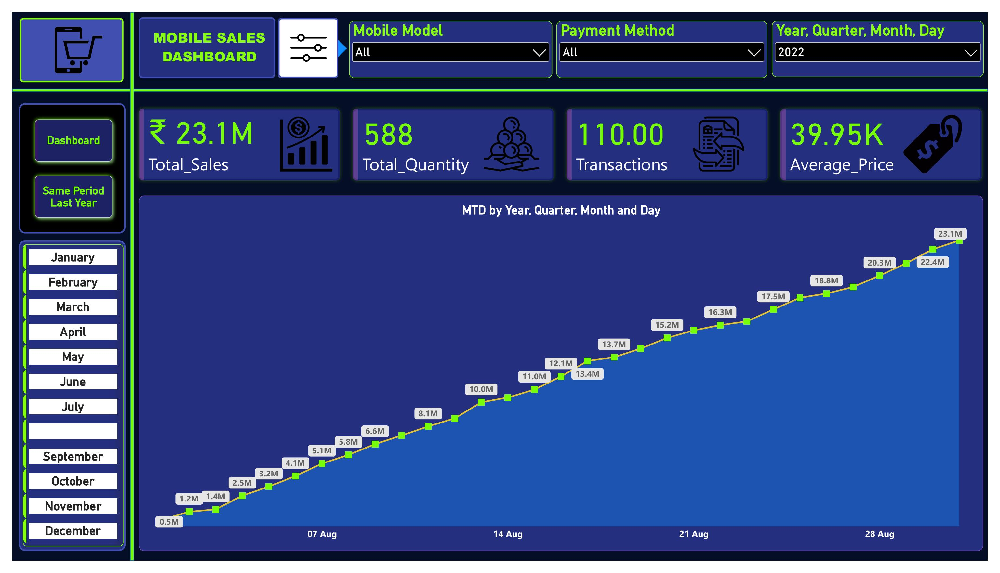 MOBILE SALES
DASHBOARD
Mobile Model
All
Payment Method
All
Year, Quarter, Month, Day
2022
Dashboard
Same Period
Last Year
January
February
March
April
May
June
July
September
October
November
December
₹ 23.1M
Total_Sales
588
Total_Quantity
110.00
Transactions
39.95K
Average_Price
MTD by Year, Quarter, Month and Day
0.5M
1.2M
1.4M
2.5M
3.2M
4.1M
5.1M
5.8M
6.6M
8.1M
10.0M
11.0M
12.1M
13.4M
13.7M
15.2M
16.3M
17.5M
18.8M
20.3M
22.4M
23.1M
07 Aug
14 Aug
21 Aug
28 Aug